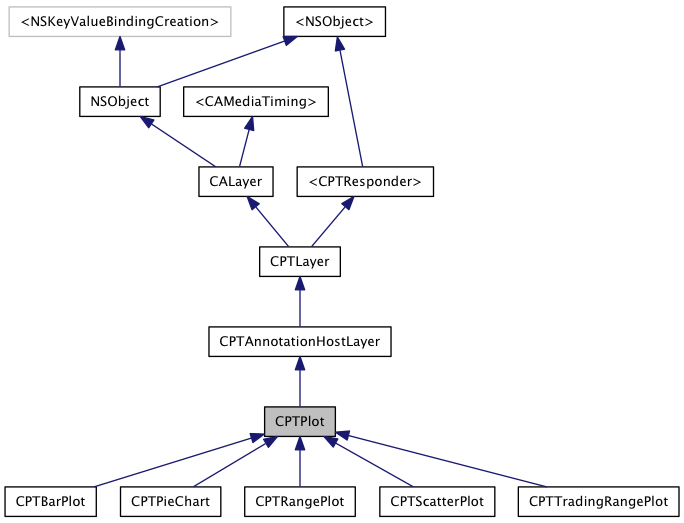 <NSKeyValueBindingCreation>
<NSObject>
NSObject
<CAMediaTiming>
CALayer
<CPTResponder>
CPTLayer
CPTAnnotationHostLayer
CPTPlot
CPTBarPlot
CPTPieChart
CPTRangePlot
CPTScatterPlot
CPTTradingRangePlot